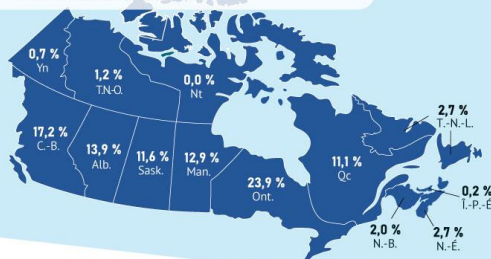 0,7 %
Yn
1,2 %
T.N-O.
0,0 %
Nt
17,2 %
C.-B.
13,9 %
Alb.
11,6 %
Sask.
12,9 %
Man.
23,9 %
Ont.
11,1 %
Qc
2,7 %
T.-N.-L.
0,2 %
Î.-P.-É
2,0 %
N.-B.
2,7 %
N.-É.